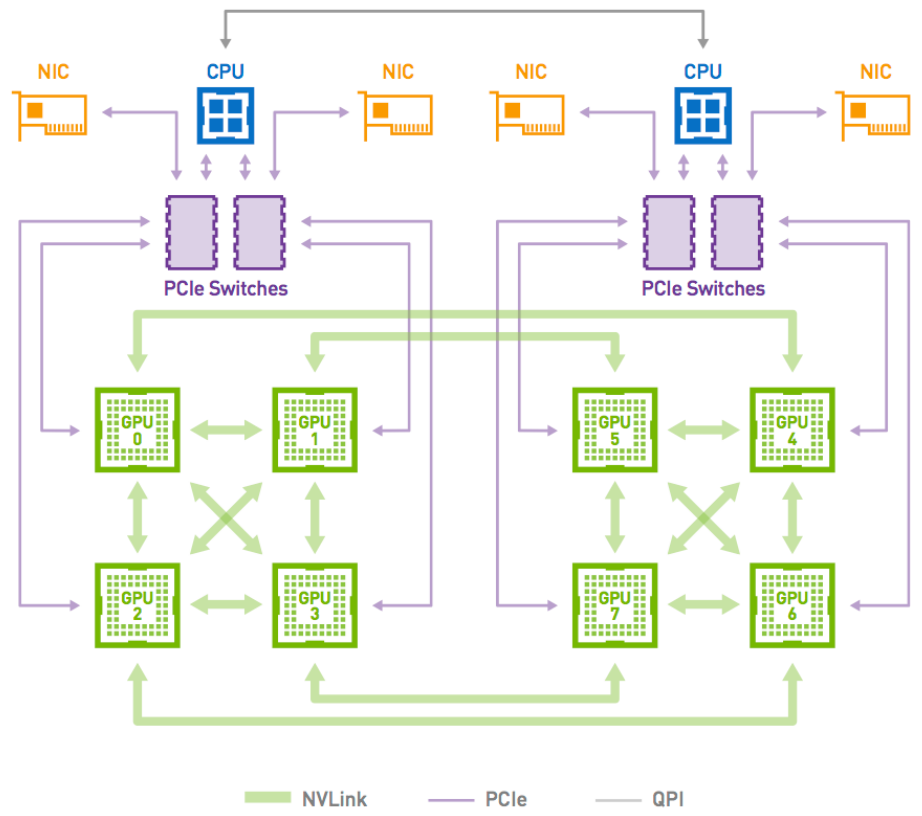 NIC
CPU
NIC
NIC
CPU
NIC
PCIe Switches
PCIe Switches
GPU
0
GPU
1
GPU
5
GPU
4
GPU
2
GPU
3
GPU
7
GPU
6
NVLink
PCIe
QPI